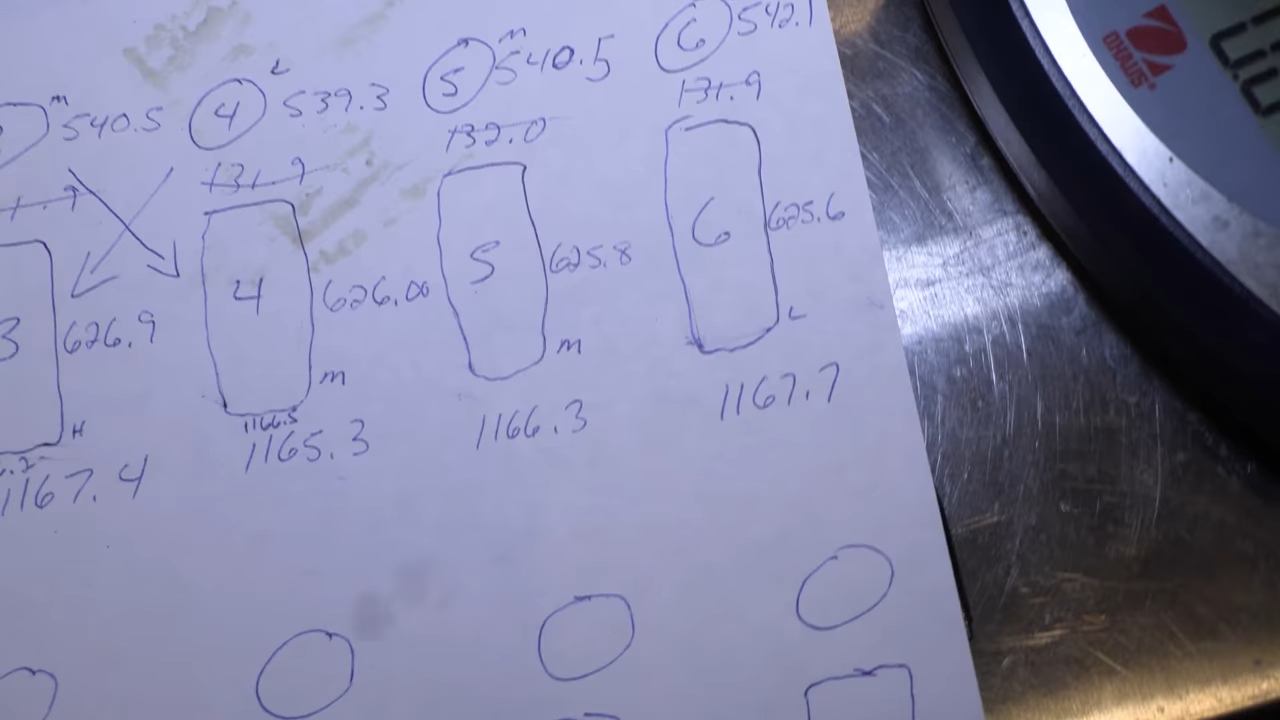 m 540.5
4 L 539.3
5 m 540.5
6 542.1
131.9
132.0
131.9
3 626.9 H
4 626.00 m
5 625.8 m
6 625.6 L
1167.4
1166.5
1165.3
1166.3
1167.7
OHAUS